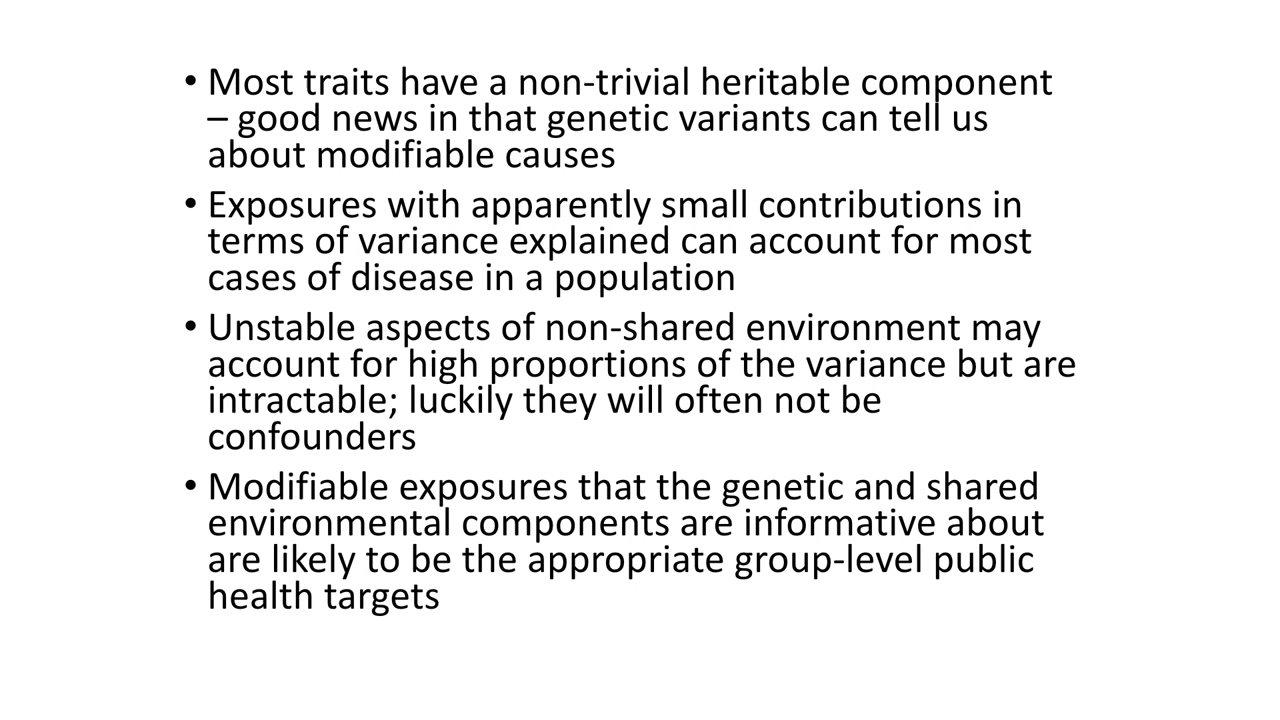 • Most traits have a non-trivial heritable component
– good news in that genetic variants can tell us
about modifiable causes
• Exposures with apparently small contributions in
terms of variance explained can account for most
cases of disease in a population
• Unstable aspects of non-shared environment may
account for high proportions of the variance but are
intractable; luckily they will often not be
confounders
• Modifiable exposures that the genetic and shared
environmental components are informative about
are likely to be the appropriate group-level public
health targets